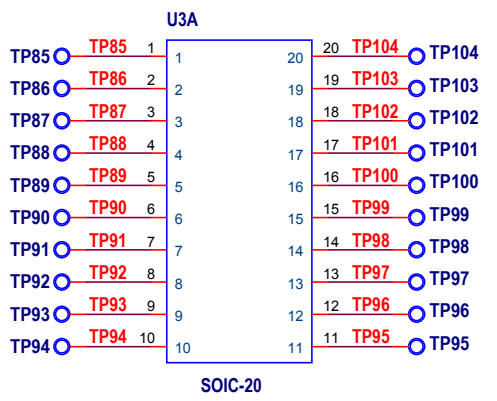 U3A
TP85 TP85 1 1 20 20 TP104 TP104
TP86 TP86 2 2 19 19 TP103 TP103
TP87 TP87 3 3 18 18 TP102 TP102
TP88 TP88 4 4 17 17 TP101 TP101
TP89 TP89 5 5 16 16 TP100 TP100
TP90 TP90 6 6 15 15 TP99 TP99
TP91 TP91 7 7 14 14 TP98 TP98
TP92 TP92 8 8 13 13 TP97 TP97
TP93 TP93 9 9 12 12 TP96 TP96
TP94 TP94 10 10 11 11 TP95 TP95
SOIC-20